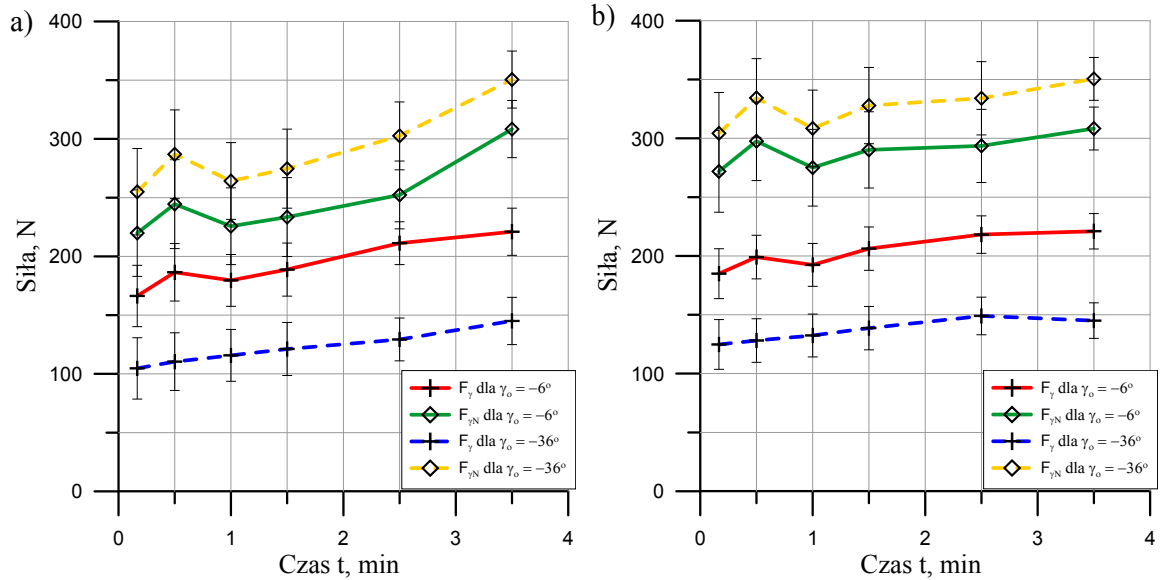 a)
400
300
200
100
0
Siła, N
0 1 2 3 4
Czas t, min
Fγ dla γo = –6o
FγN dla γo = –6o
Fγ dla γo = –36o
FγN dla γo = –36o
b)
400
300
200
100
0
Siła, N
0 1 2 3 4
Czas t, min
Fγ dla γo = –6o
FγN dla γo = –6o
Fγ dla γo = –36o
FγN dla γo = –36o